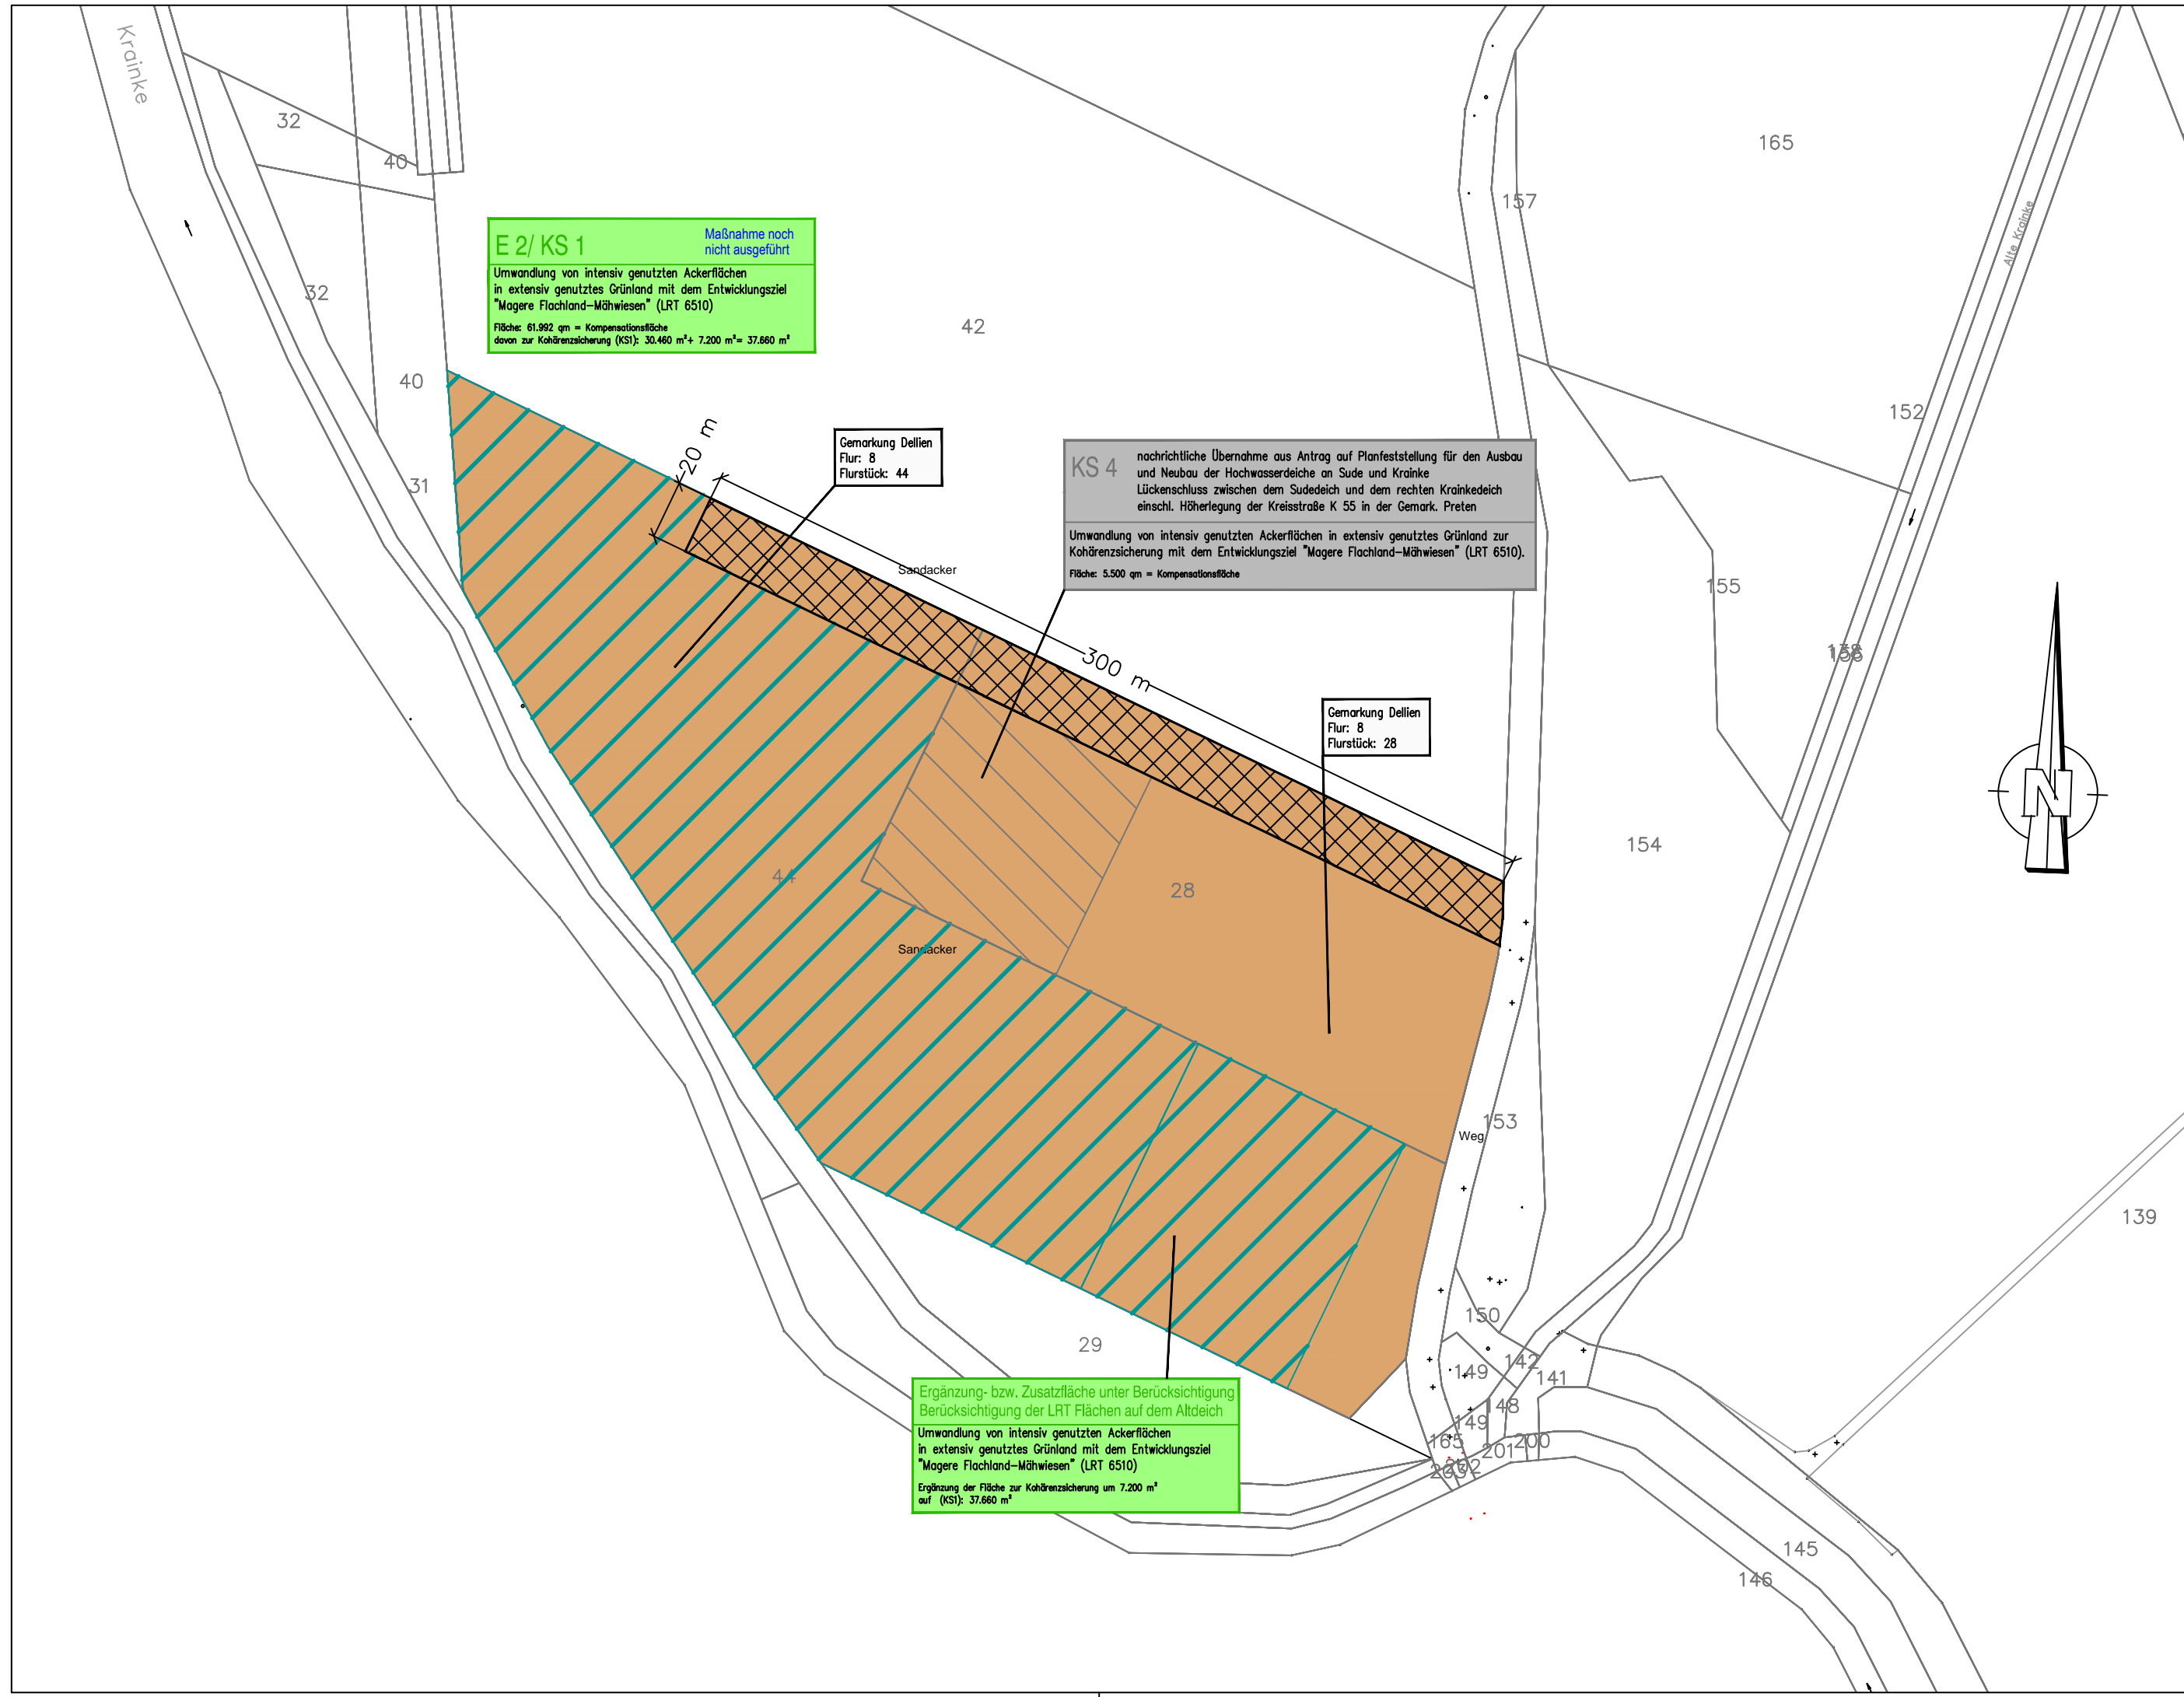 Krainke
32
40
165
157
Alte Krainke
E 2/ KS 1
Maßnahme noch
nicht ausgeführt
Umwandlung von intensiv genutzten Ackerflächen
in extensiv genutztes Grünland mit dem Entwicklungsziel
"Magere Flachland-Mähwiesen" (LRT 6510)
Fläche: 61.992 qm = Kompensationsfläche
davon zur Kohärenzsicherung (KS1): 30.460 m²+ 7.200 m²= 37.660 m²
32
42
40
152
20 m
Gemarkung Dellien
Flur: 8
Flurstück: 44
KS 4
nachrichtliche Übernahme aus Antrag auf Planfeststellung für den Ausbau
und Neubau der Hochwasserdeiche an Sude und Krainke
Lückenschluss zwischen dem Sudedeich und dem rechten Krainkedeich
einschl. Höherlegung der Kreisstraße K 55 in der Gemark. Preten
Umwandlung von intensiv genutzten Ackerflächen in extensiv genutztes Grünland zur
Kohärenzsicherung mit dem Entwicklungsziel "Magere Flachland-Mähwiesen" (LRT 6510).
Fläche: 5.500 qm = Kompensationsfläche
31
Sandacker
155
300 m
Gemarkung Dellien
Flur: 8
Flurstück: 28
N
154
44
28
Sandacker
153
Weg
139
150
29
142
149
141
148
149
165
200
201
202
Ergänzung- bzw. Zusatzfläche unter Berücksichtigung
Berücksichtigung der LRT Flächen auf dem Altdeich
Umwandlung von intensiv genutzten Ackerflächen
in extensiv genutztes Grünland mit dem Entwicklungsziel
"Magere Flachland-Mähwiesen" (LRT 6510)
Ergänzung der Fläche zur Kohärenzsicherung um 7.200 m²
auf (KS1): 37.660 m²
145
146